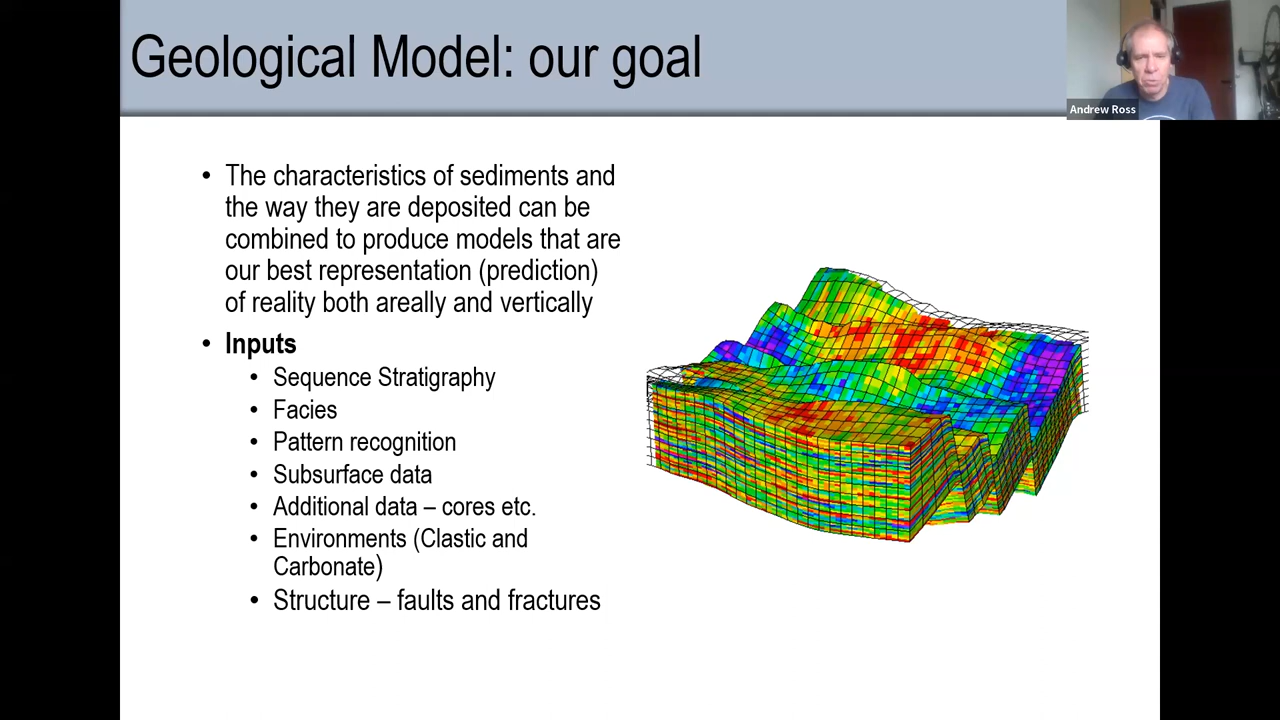 Geological Model: our goal
Andrew Ross
• The characteristics of sediments and
the way they are deposited can be
combined to produce models that are
our best representation (prediction)
of reality both areally and vertically
• Inputs
• Sequence Stratigraphy
• Facies
• Pattern recognition
• Subsurface data
• Additional data – cores etc.
• Environments (Clastic and
Carbonate)
• Structure – faults and fractures